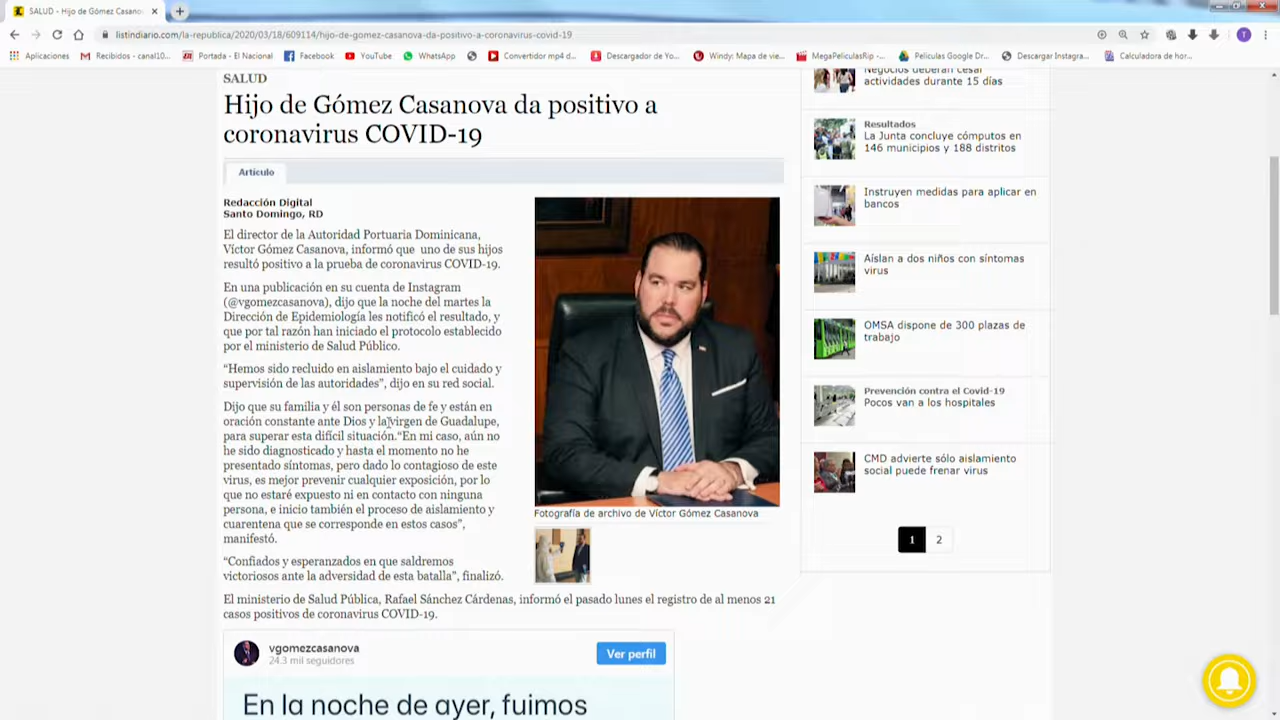 SALUD - Hijo de Gómez Casano
listindiario.com/la-republica/2020/03/18/609114/hijo-de-gomez-casanova-da-positivo-a-coronavirus-covid-19
T
Aplicaciones
Recibidos - canal10...
Portada - El Nacional
Facebook
YouTube
WhatsApp
Convertidor mp4 d...
Descargador de Yo...
Windy: Mapa de vie...
MegaPeliculasRip -...
Peliculas Google Dr...
Descargar Instagra...
Calculadora de hor...
SALUD
Hijo de Gómez Casanova da positivo a
coronavirus COVID-19
Artículo
Redacción Digital
Santo Domingo, RD
El director de la Autoridad Portuaria Dominicana,
Víctor Gómez Casanova, informó que uno de sus hijos
resultó positivo a la prueba de coronavirus COVID-19.
En una publicación en su cuenta de Instagram
(@vgomezcasanova), dijo que la noche del martes la
Dirección de Epidemiología les notificó el resultado, y
que por tal razón han iniciado el protocolo establecido
por el ministerio de Salud Público.
“Hemos sido recluido en aislamiento bajo el cuidado y
supervisión de las autoridades”, dijo en su red social.
Dijo que su familia y él son personas de fe y están en
oración constante ante Dios y la virgen de Guadalupe,
para superar esta difícil situación.“En mi caso, aún no
he sido diagnosticado y hasta el momento no he
presentado síntomas, pero dado lo contagioso de este
virus, es mejor prevenir cualquier exposición, por lo
que no estaré expuesto ni en contacto con ninguna
persona, e inicio también el proceso de aislamiento y
cuarentena que se corresponde en estos casos”,
manifestó.
“Confiados y esperanzados en que saldremos
victoriosos ante la adversidad de esta batalla”, finalizó.
El ministerio de Salud Pública, Rafael Sánchez Cárdenas, informó el pasado lunes el registro de al menos 21
casos positivos de coronavirus COVID-19.
Fotografía de archivo de Víctor Gómez Casanova
vgomezcasanova
24.3 mil seguidores
Ver perfil
En la noche de ayer, fuimos
Negocios deberán cesar
actividades durante 15 días
Resultados
La Junta concluye cómputos en
146 municipios y 188 distritos
Instruyen medidas para aplicar en
bancos
Aíslan a dos niños con síntomas
virus
OMSA dispone de 300 plazas de
trabajo
Prevención contra el Covid-19
Pocos van a los hospitales
CMD advierte sólo aislamiento
social puede frenar virus
1 2